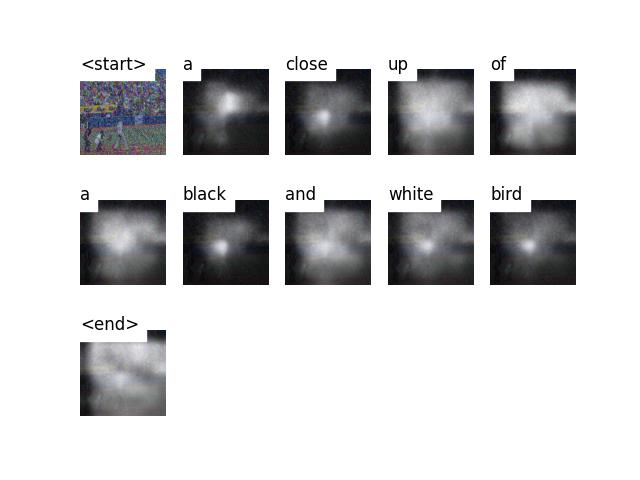 <start> a close up of
a black and white bird
<end>